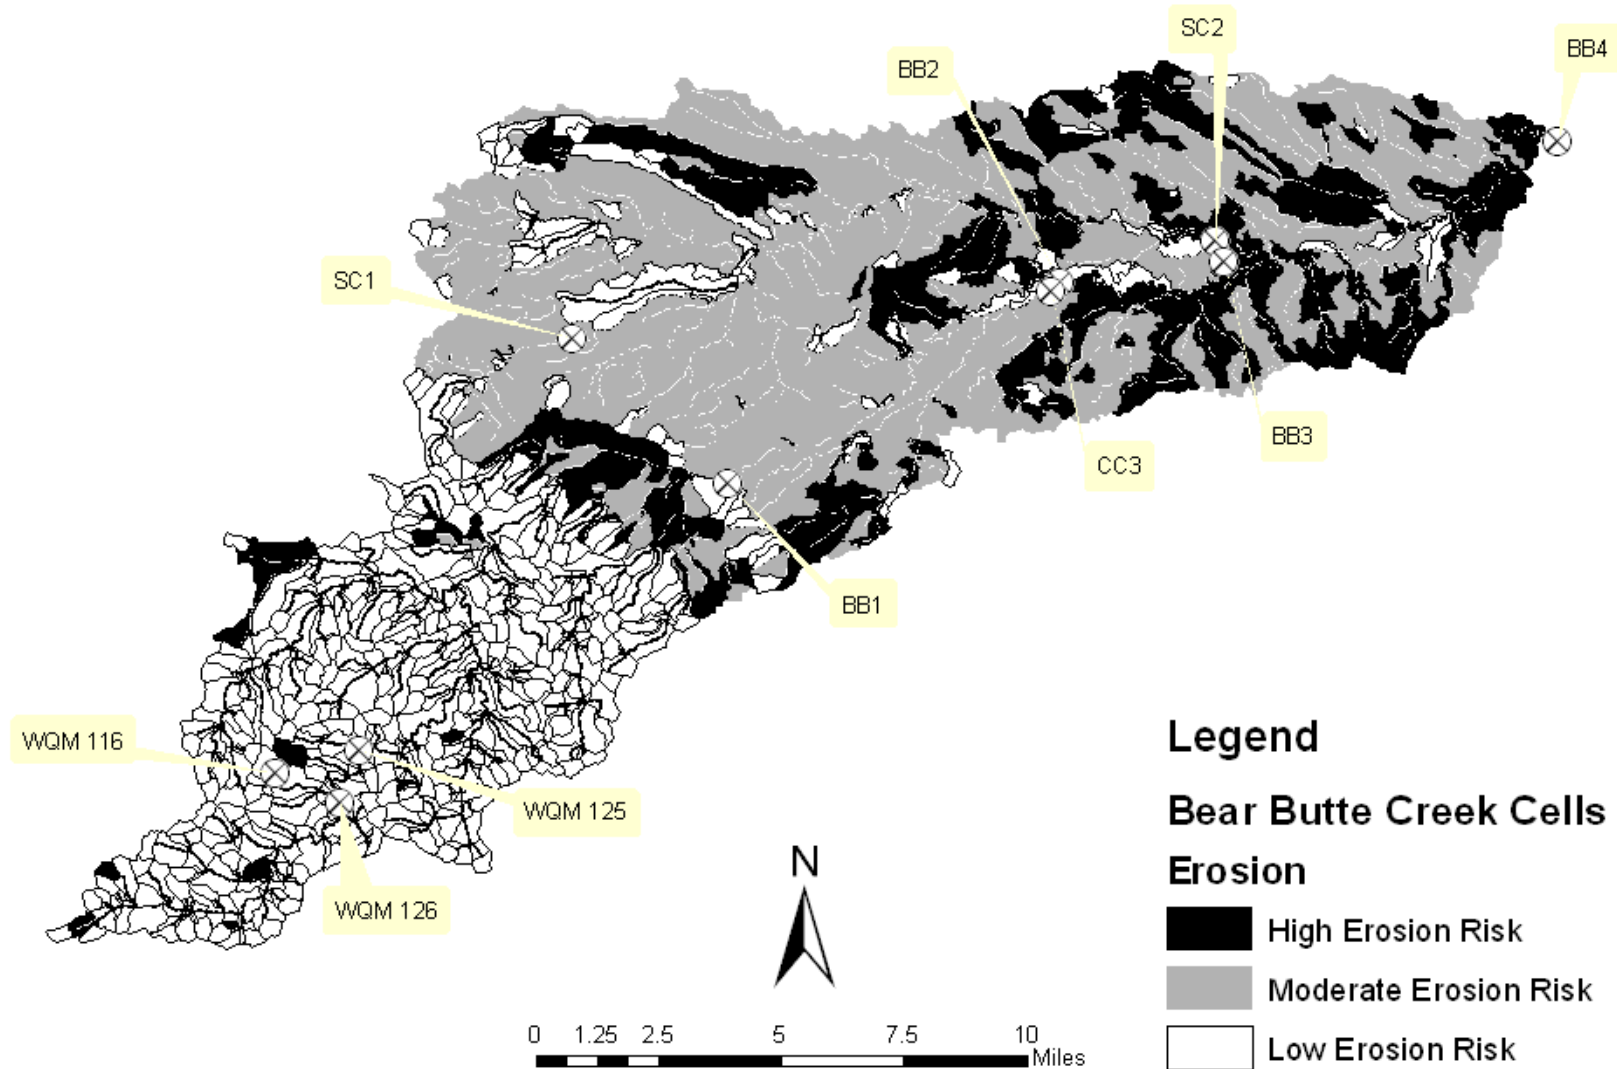 SC2
BB4
BB2
SC1
BB3
CC3
BB1
WQM 116
WQM 125
WQM 126
N
0 1.25 2.5 5 7.5 10
Miles
Legend
Bear Butte Creek Cells
Erosion
High Erosion Risk
Moderate Erosion Risk
Low Erosion Risk